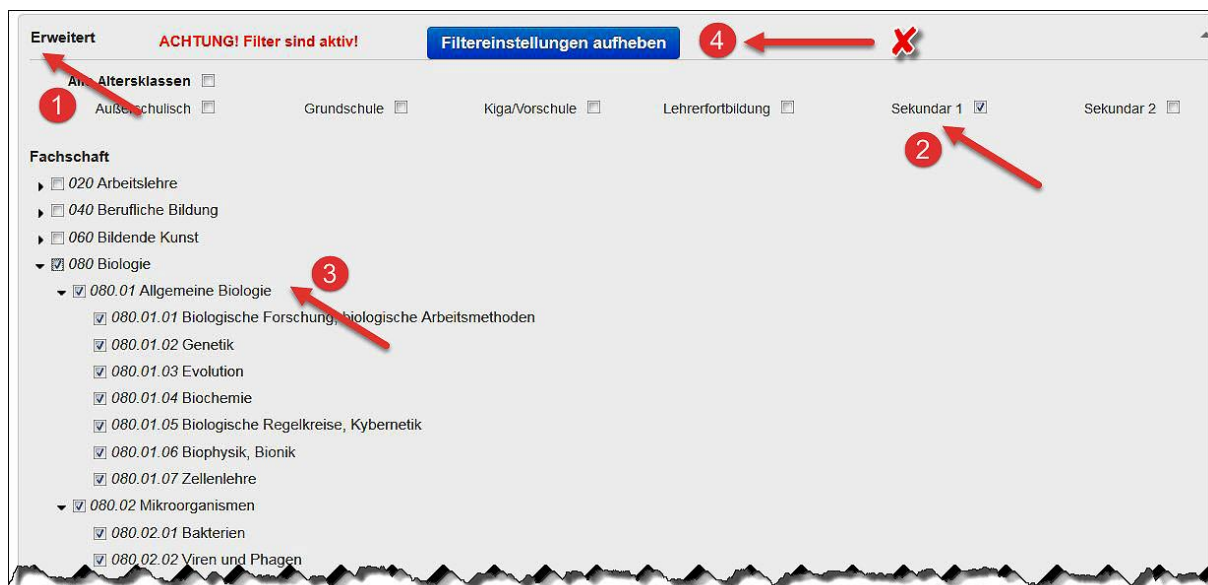 Erweitert ACHTUNG! Filter sind aktiv! Filtereinstellungen aufheben 4
Alle Altersklassen
1 Außerschulisch Grundschule Kiga/Vorschule Lehrerfortbildung Sekundar 1 Sekundar 2
2
Fachschaft
020 Arbeitslehre
040 Berufliche Bildung
060 Bildende Kunst
080 Biologie
3
080.01 Allgemeine Biologie
080.01.01 Biologische Forschung, biologische Arbeitsmethoden
080.01.02 Genetik
080.01.03 Evolution
080.01.04 Biochemie
080.01.05 Biologische Regelkreise, Kybernetik
080.01.06 Biophysik, Bionik
080.01.07 Zellenlehre
080.02 Mikroorganismen
080.02.01 Bakterien
080.02.02 Viren und Phagen